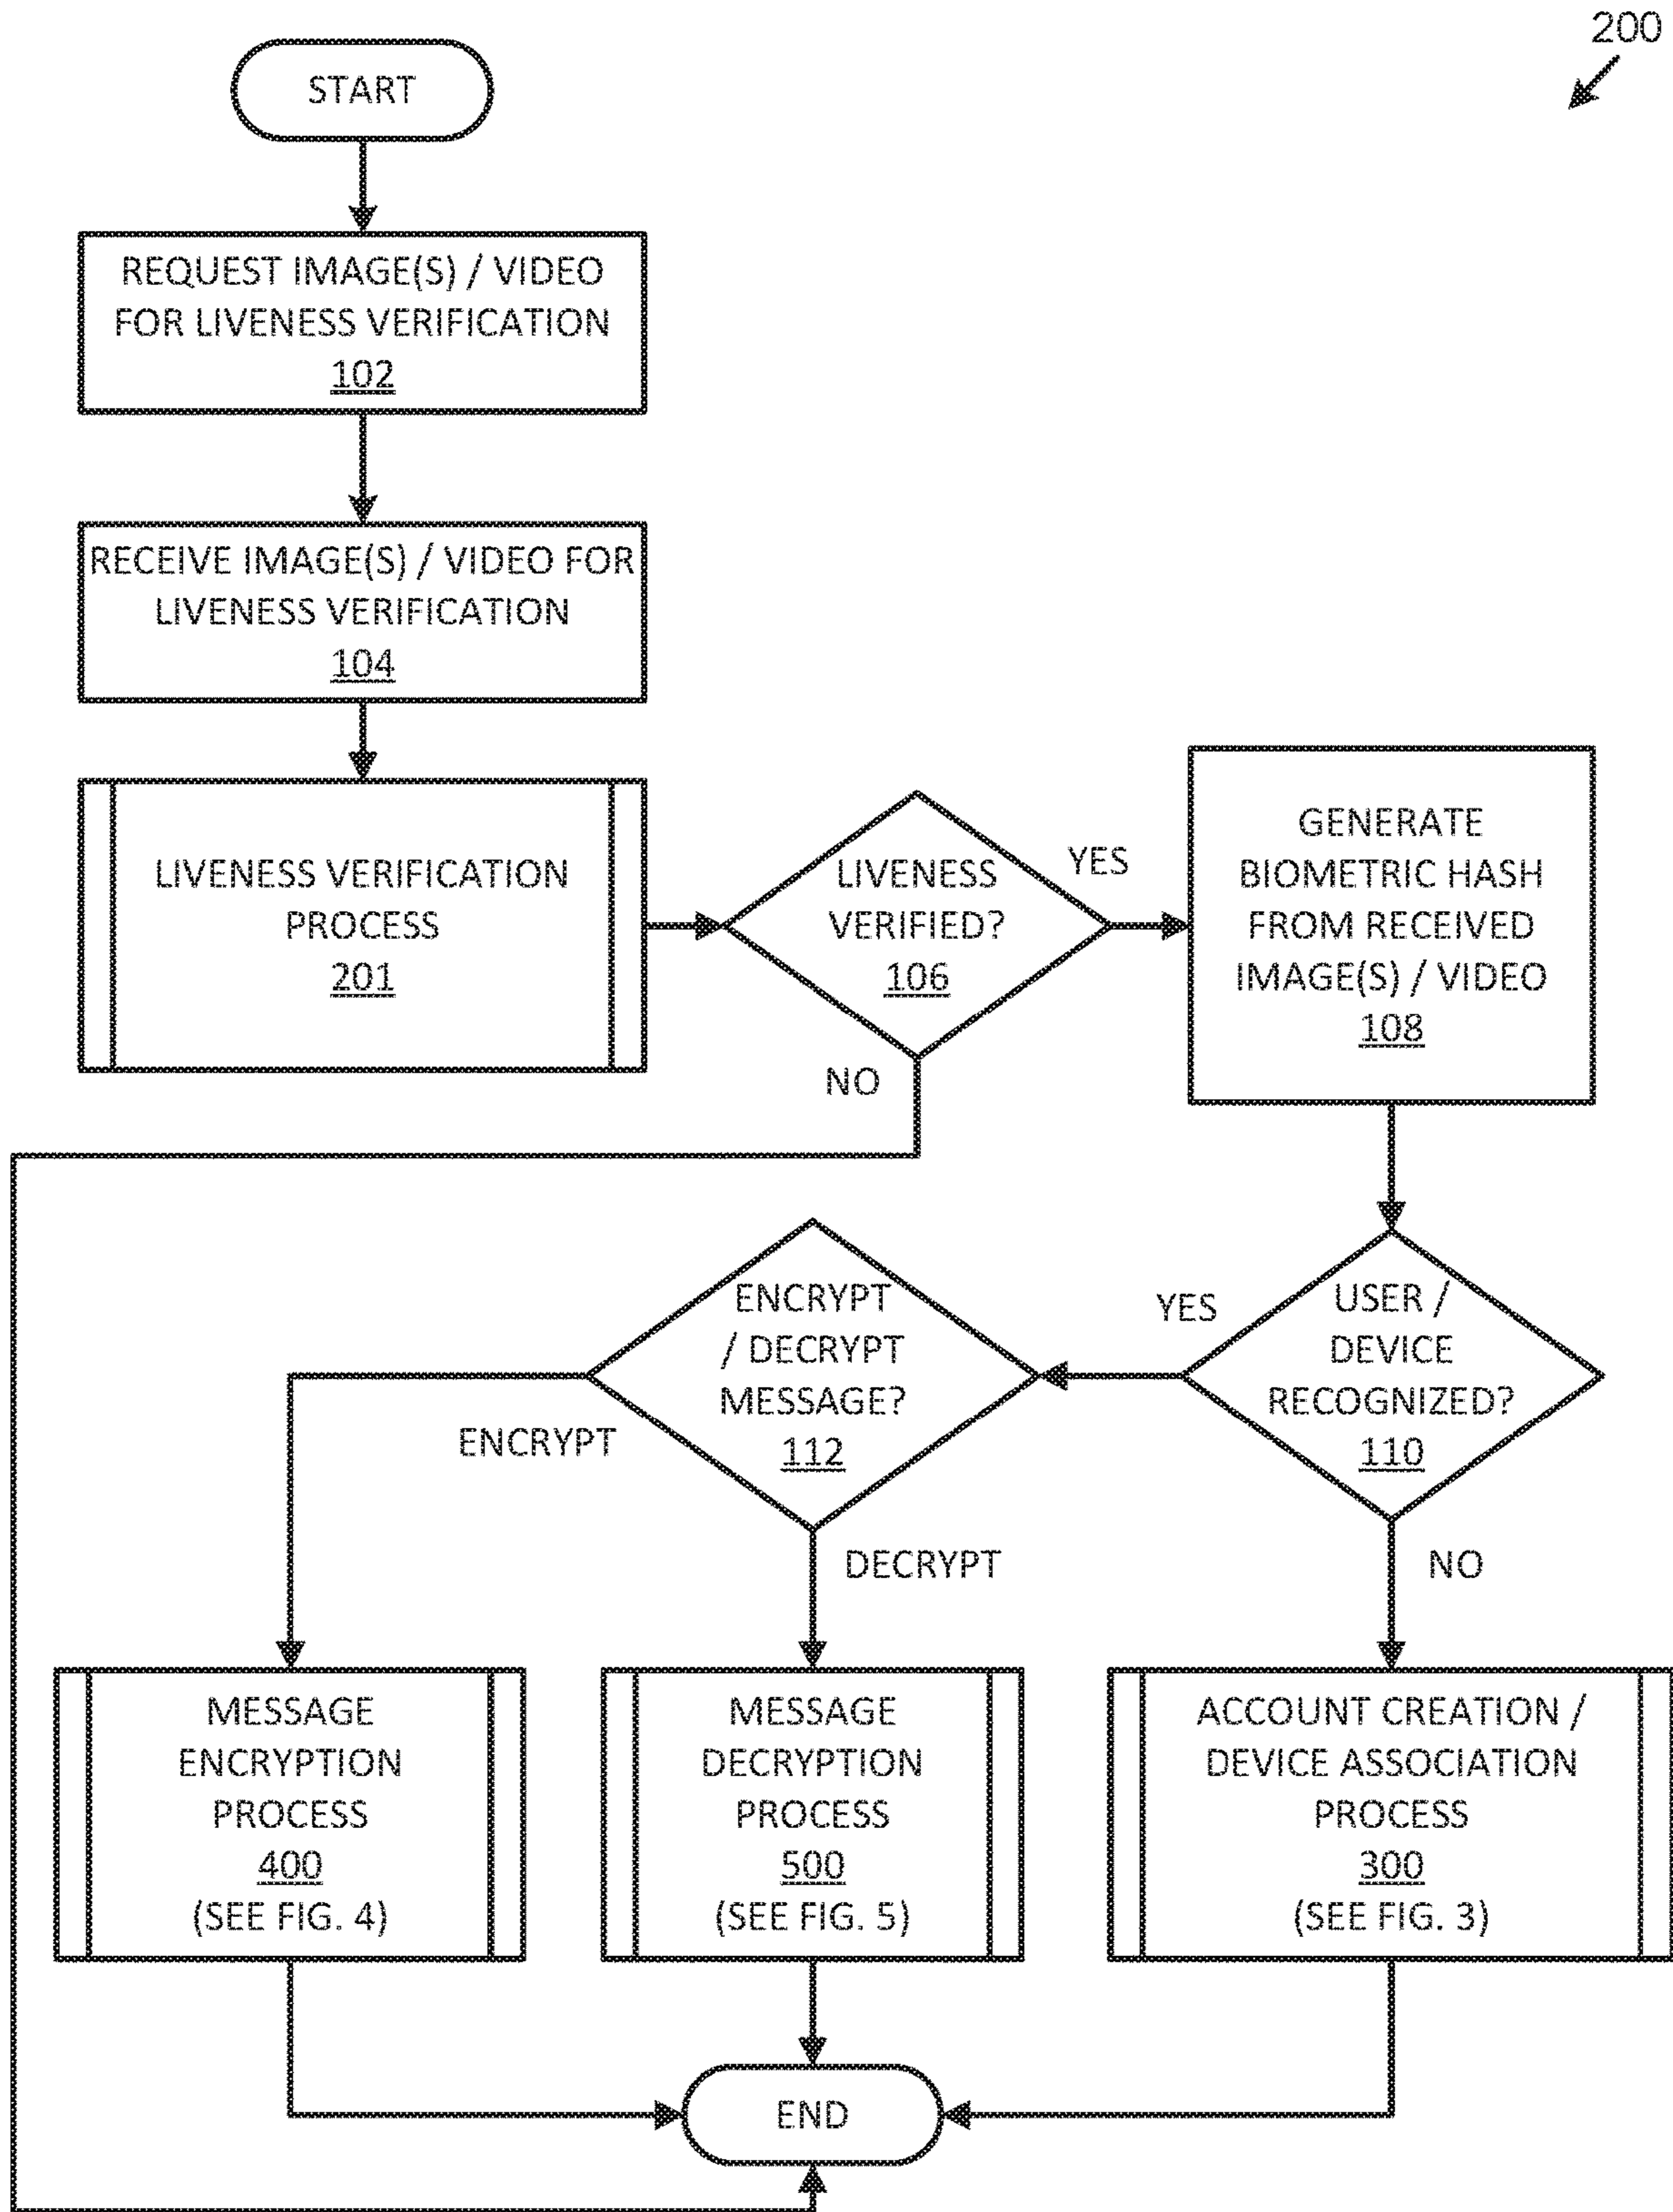 200
START
REQUEST IMAGE(S) / VIDEO
FOR LIVENESS VERIFICATION
102
RECEIVE IMAGE(S) / VIDEO FOR
LIVENESS VERIFICATION
104
LIVENESS VERIFICATION
PROCESS
201
LIVENESS
VERIFIED?
106
YES
NO
GENERATE
BIOMETRIC HASH
FROM RECEIVED
IMAGE(S) / VIDEO
108
USER /
DEVICE
RECOGNIZED?
110
YES
NO
ENCRYPT
/ DECRYPT
MESSAGE?
112
ENCRYPT
DECRYPT
MESSAGE
ENCRYPTION
PROCESS
400
(SEE FIG. 4)
MESSAGE
DECRYPTION
PROCESS
500
(SEE FIG. 5)
ACCOUNT CREATION /
DEVICE ASSOCIATION
PROCESS
300
(SEE FIG. 3)
END